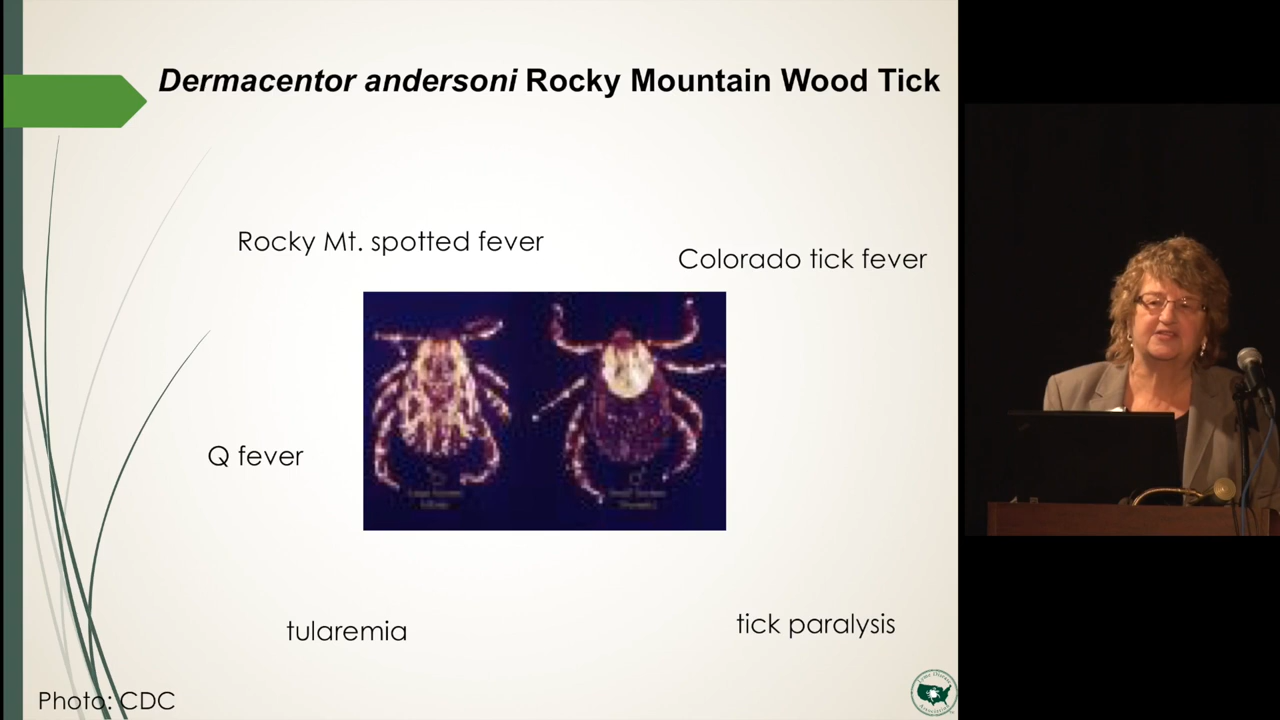 Dermacentor andersoni Rocky Mountain Wood Tick
Rocky Mt. spotted fever
Colorado tick fever
Q fever
tularemia
tick paralysis
Photo: CDC